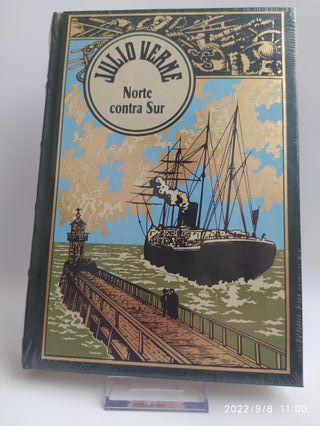 JULIO VERNE
Norte
contra Sur
2022/9/8 11:00